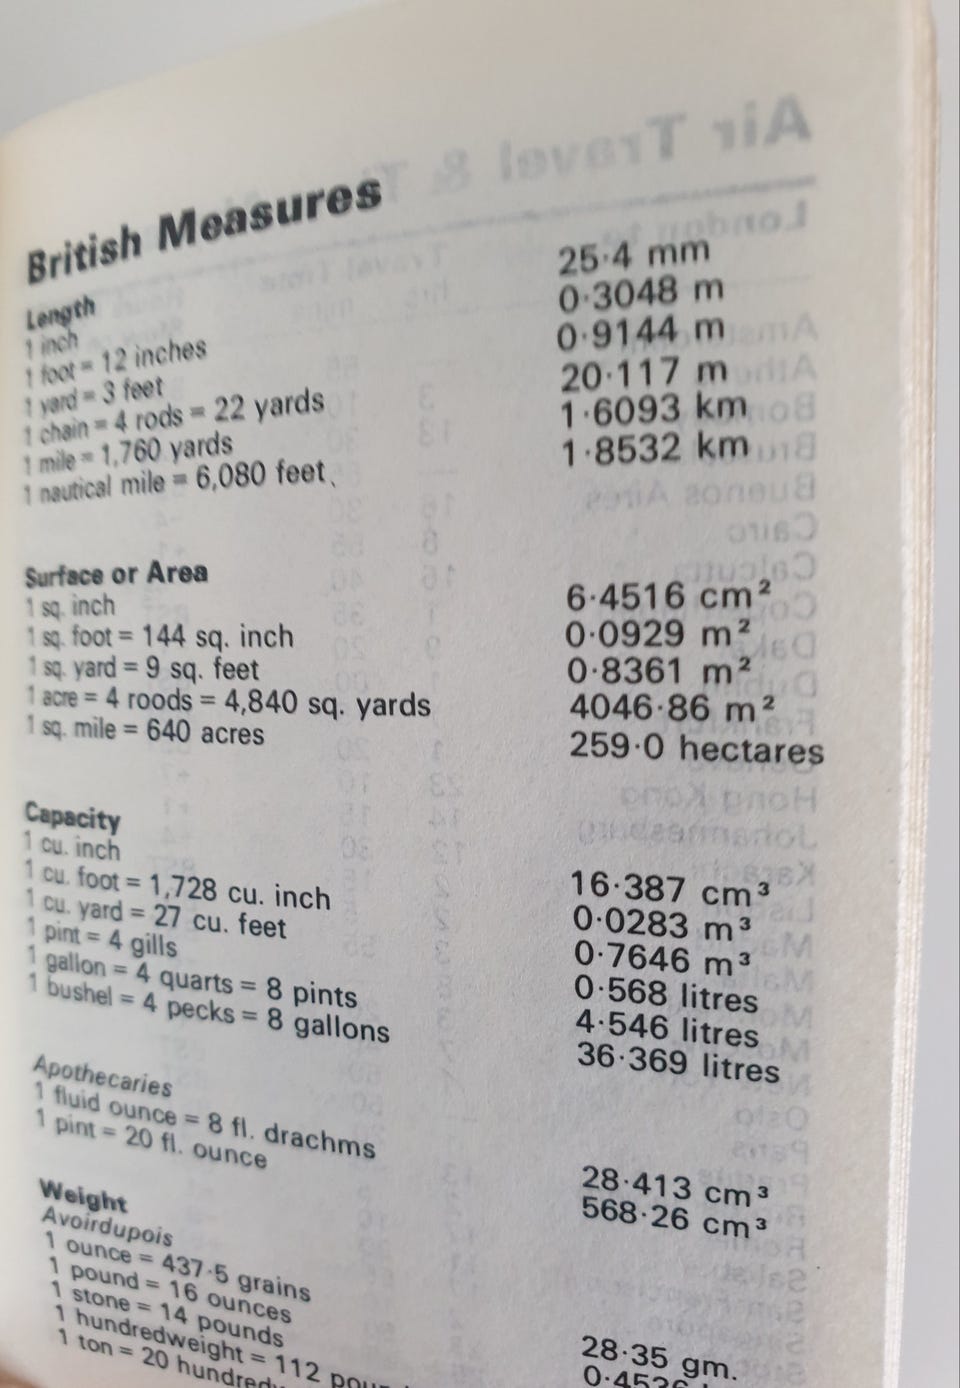 British Measures
Length
1 inch 25·4 mm
1 foot = 12 inches 0·3048 m
1 yard = 3 feet 0·9144 m
1 chain = 4 rods = 22 yards 20·117 m
1 mile = 1,760 yards 1·6093 km
1 nautical mile = 6,080 feet 1·8532 km
Surface or Area
1 sq. inch 6·4516 cm²
1 sq. foot = 144 sq. inch 0·0929 m²
1 sq. yard = 9 sq. feet 0·8361 m²
1 acre = 4 roods = 4,840 sq. yards 4046·86 m²
1 sq. mile = 640 acres 259·0 hectares
Capacity
1 cu. inch 16·387 cm³
1 cu. foot = 1,728 cu. inch 0·0283 m³
1 cu. yard = 27 cu. feet 0·7646 m³
1 pint = 4 gills 0·568 litres
1 gallon = 4 quarts = 8 pints 4·546 litres
1 bushel = 4 pecks = 8 gallons 36·369 litres
Apothecaries
1 fluid ounce = 8 fl. drachms 28·413 cm³
1 pint = 20 fl. ounce 568·26 cm³
Weight
Avoirdupois
1 ounce = 437·5 grains 28·35 gm.
1 pound = 16 ounces
1 stone = 14 pounds
1 hundredweight = 112
1 ton = 20